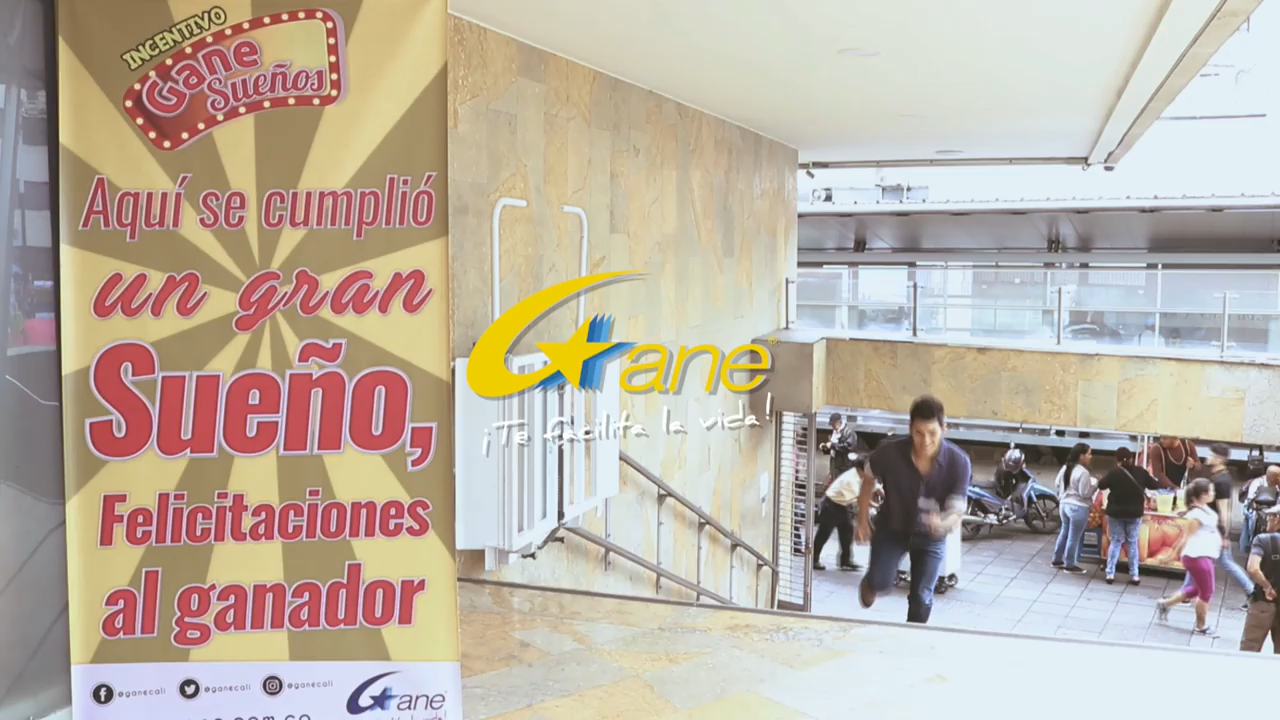 INCENTIVO
Gane
Sueños
Aquí se cumplió
un gran
Sueño,
Felicitaciones
al ganador
@ganecali @ganecali @ganecali
Gane
Gane
¡Te facilita la vida!